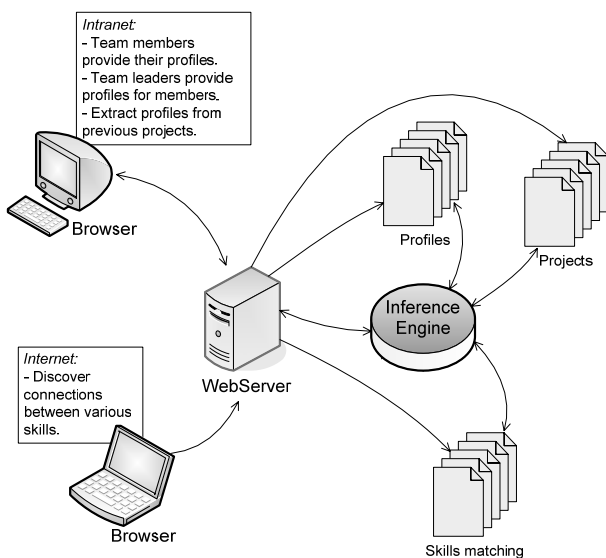 Intranet:
- Team members
provide their profiles.
- Team leaders provide
profiles for members.
- Extract profiles from
previous projects.
Browser
Profiles
Projects
Inference
Engine
WebServer
Internet:
- Discover
connections
between various
skills.
Browser
Skills matching